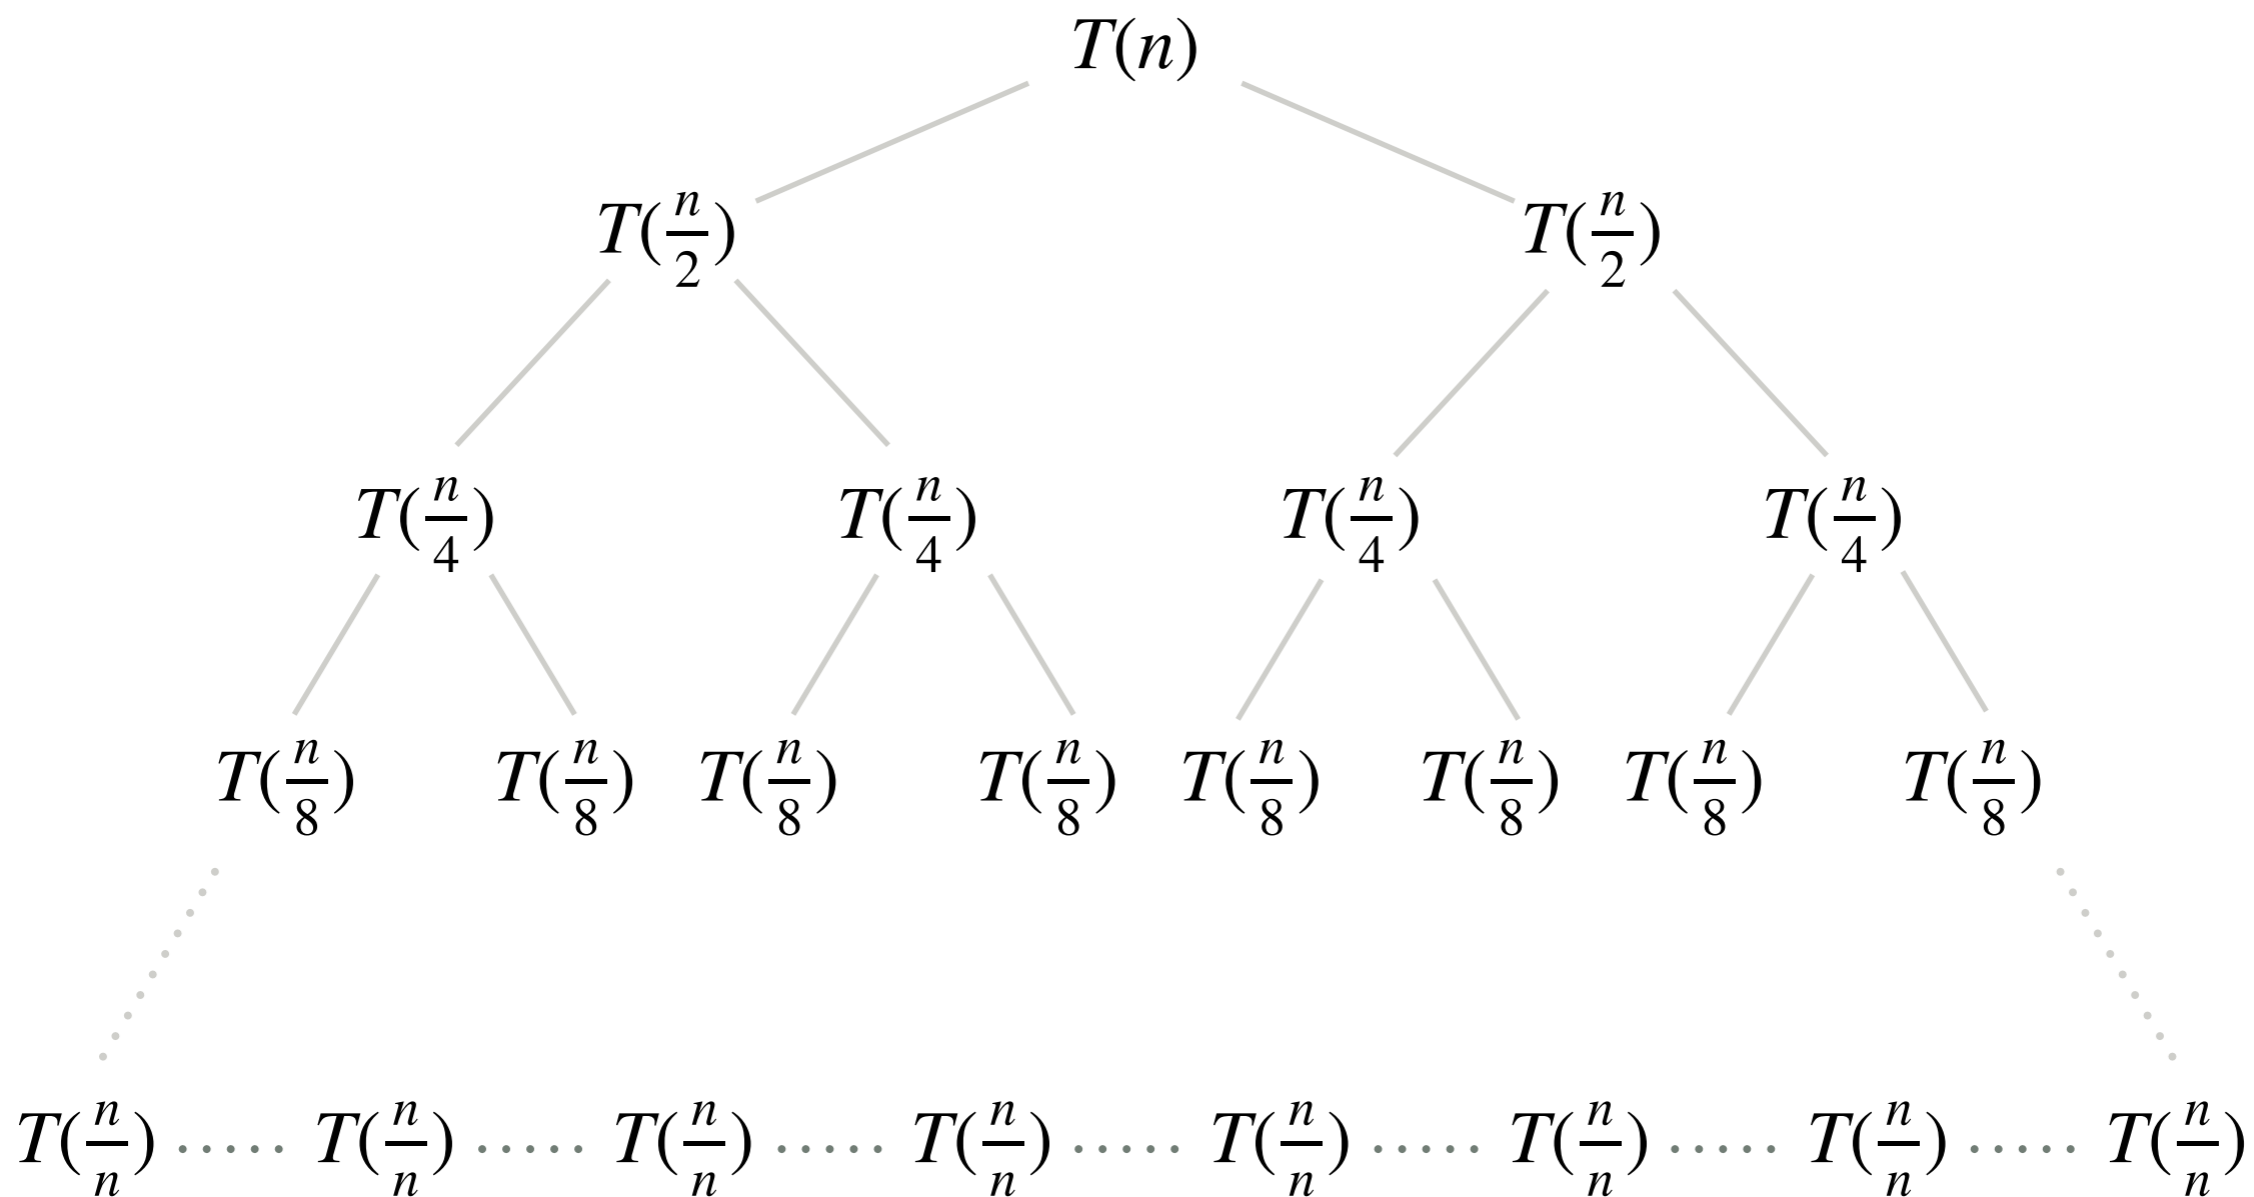 T(n)
T(n/2) T(n/2)
T(n/4) T(n/4) T(n/4) T(n/4)
T(n/8) T(n/8) T(n/8) T(n/8) T(n/8) T(n/8) T(n/8) T(n/8)
T(n/n) ..... T(n/n) ..... T(n/n) ..... T(n/n) ..... T(n/n) ..... T(n/n) ..... T(n/n) ..... T(n/n)